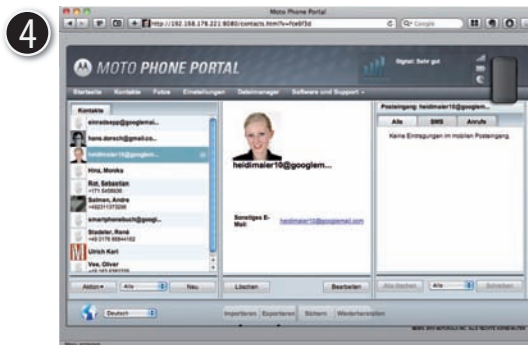 4
Moto Phone Portal
http://192.168.178.221:8080/contacts.html?v=fce9f3d
Google
MOTO PHONE PORTAL
Signal: Sehr gut
Startseite Kontakte Fotos Einstellungen Dateimanager Software und Support
Kontakte
einradsepp@googlemai...
hans.dorsch@gmail.co...
heidimaier10@googlem...
Hinz, Monika
Rot, Sebastian
Salmen, Andre
+492311373298
smartphonebuch@googl...
Stadeler, René
Ulrich Karl
Vee, Oliver
heidimaier10@googlem...
Sonstiges E-
Mail:
heidimaier10@googlemail.com
Posteingang: heidimaier10@googlem...
Alle SMS Anrufe
Keine Eintragungen im mobilen Posteingang
Aktion Alle Neu
Löschen Bearbeiten
Alle löschen Alle Schreiben
Deutsch
Importieren Exportieren Sichern Wiederherstellen